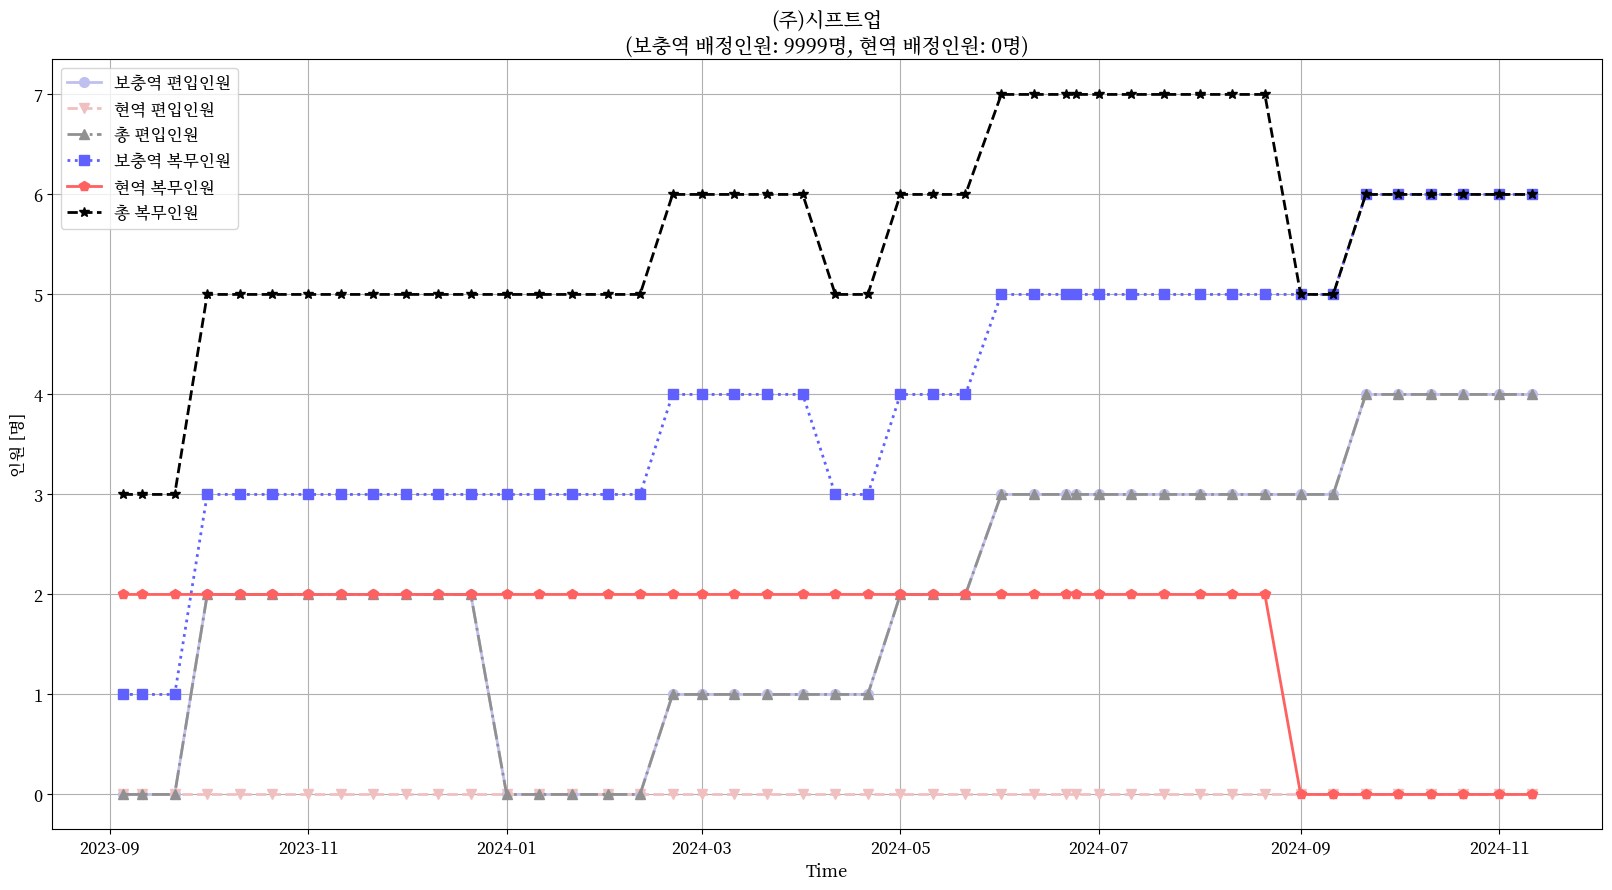 (주)시프트업
(보충역 배정인원: 9999명, 현역 배정인원: 0명)
보충역 편입인원
현역 편입인원
총 편입인원
보충역 복무인원
현역 복무인원
총 복무인원
7
6
5
4
3
2
1
0
인원 [명]
2023-09 2023-11 2024-01 2024-03 2024-05 2024-07 2024-09 2024-11
Time